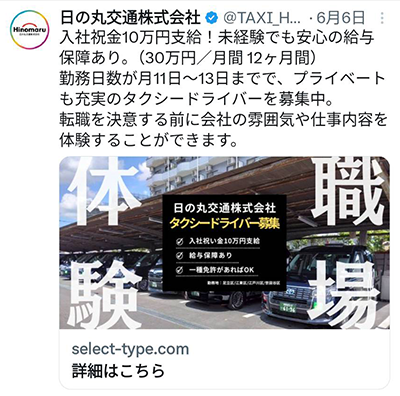 Hinomaru
日の丸交通株式会社 @TAXI_H... ・6月6日
入社祝金10万円支給！未経験でも安心の給与
保障あり。（30万円／月間 12ヶ月間）
勤務日数が月11日〜13日までで、プライベート
も充実のタクシードライバーを募集中。
転職を決意する前に会社の雰囲気や仕事内容を
体験することができます。
職場
体験
日の丸交通株式会社
タクシードライバー募集
入社祝い金10万円支給
給与保障あり
一種免許があればOK
select-type.com
詳細はこちら